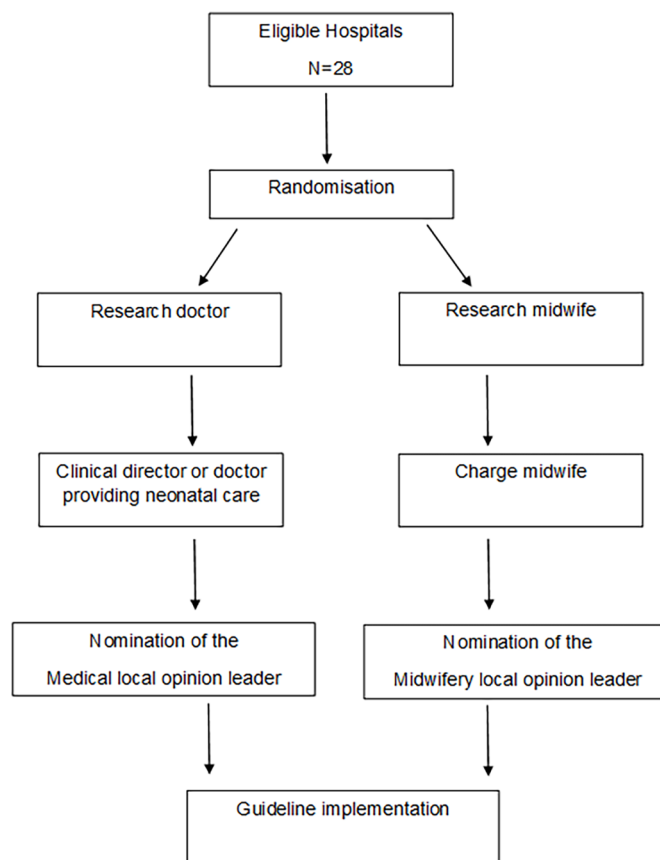 Eligible Hospitals
N=28
Randomisation
Research doctor
Research midwife
Clinical director or doctor
providing neonatal care
Charge midwife
Nomination of the
Medical local opinion leader
Nomination of the
Midwifery local opinion leader
Guideline implementation